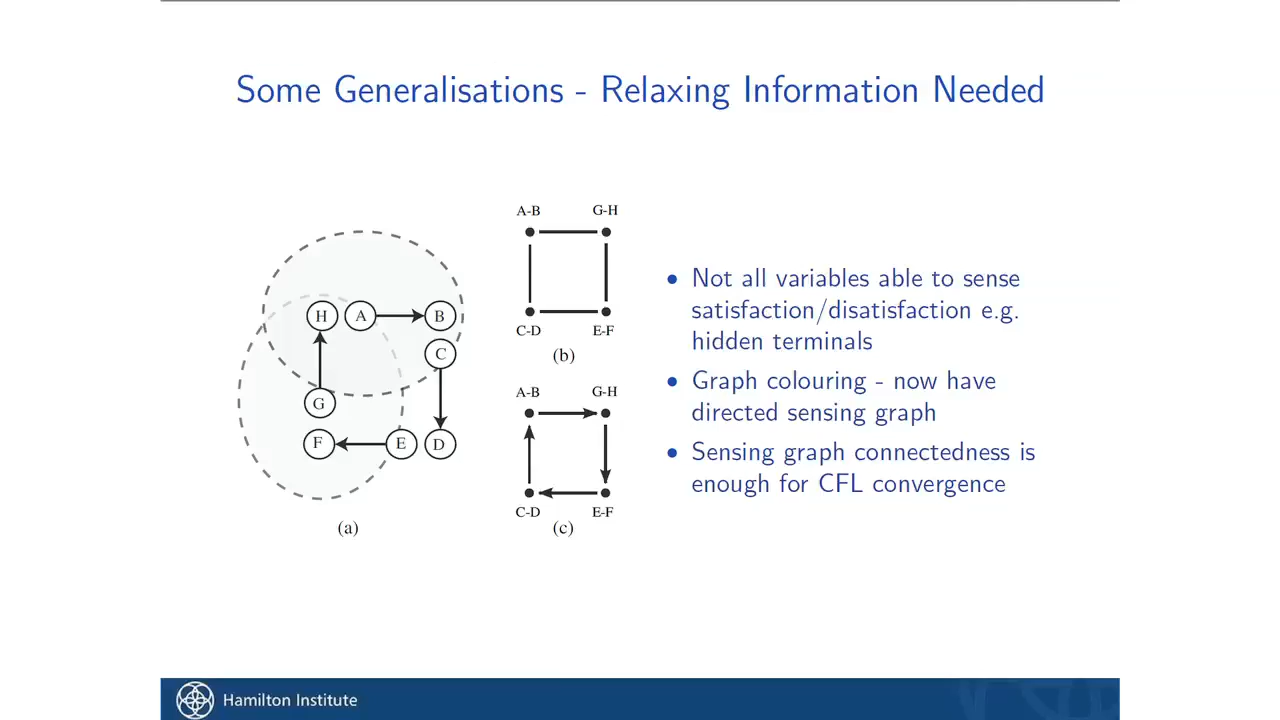 Some Generalisations - Relaxing Information Needed
H
A
B
C
G
F
E
D
(a)
A-B
G-H
C-D
E-F
(b)
A-B
G-H
C-D
E-F
(c)
• Not all variables able to sense
satisfaction/disatisfaction e.g.
hidden terminals
• Graph colouring - now have
directed sensing graph
• Sensing graph connectedness is
enough for CFL convergence
Hamilton Institute